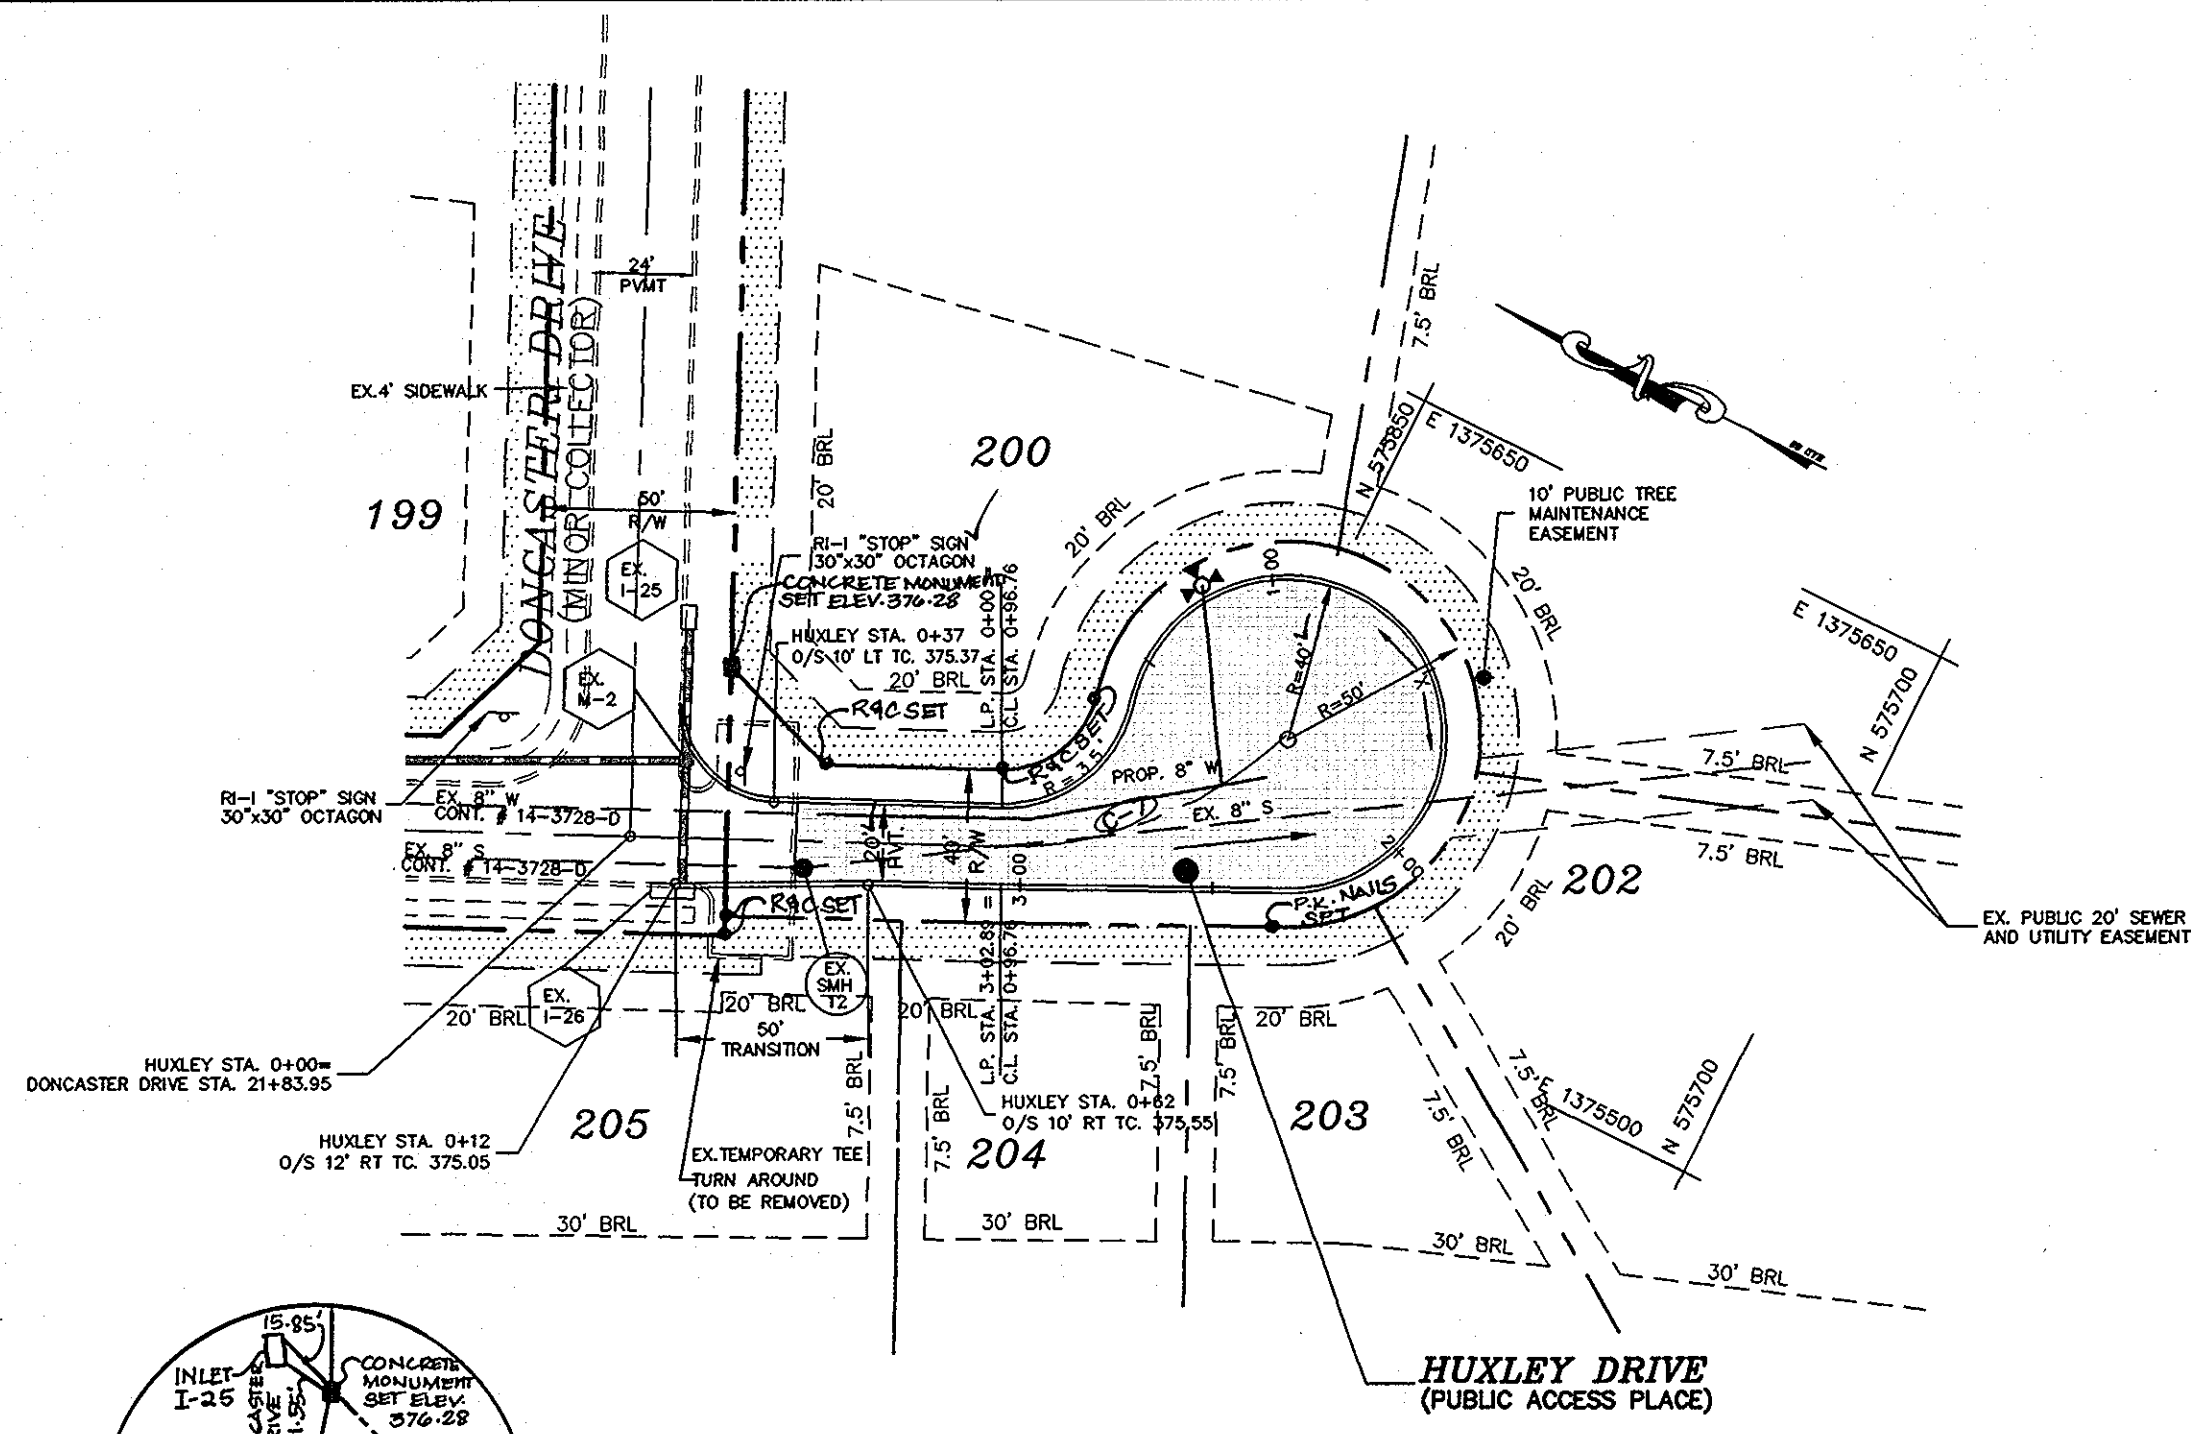 DONCASTER DRIVE
(MINOR COLLECTOR)
24'
PVMT
EX.4' SIDEWALK
199
50'
R/W
EX.
I-25
EX.
M-2
20' BRL
200
RI-I "STOP" SIGN
30"x30" OCTAGON
CONCRETE MONUMENT
SET ELEV. 376.28
HUXLEY STA. 0+37
O/S 10' LT TC. 375.37
20' BRL
R&C SET
L.P. STA. 0+00 =
C.L. STA. 0+96.76
20' BRL
R&C SET
R=35'
1+00
R=40'
R=50'
7.5' BRL
N 575850
E 1375650
10' PUBLIC TREE
MAINTENANCE
EASEMENT
20' BRL
E 1375650
N 575700
7.5' BRL
7.5' BRL
RI-I "STOP" SIGN
30"x30" OCTAGON
EX. 8" W
CONT. # 14-3728-D
EX. 8" S
CONT. # 14-3728-D
PROP. 8" W
C-1
EX. 8" S
20'
PVMT.
40'
R/W
3+00
2+00
P.K. NAILS
SET
R&C SET
202
20' BRL
EX. PUBLIC 20' SEWER
AND UTILITY EASEMENT
EX.
SMH
T2
EX.
I-26
20' BRL
20' BRL
50'
TRANSITION
20' BRL
L.P. STA. 3+02.89 =
C.L. STA. 0+96.76
20' BRL
7.5' BRL
7.5' BRL
7.5' BRL
7.5' BRL
7.5' BRL
7.5' BRL
HUXLEY STA. 0+00=
DONCASTER DRIVE STA. 21+83.95
HUXLEY STA. 0+12
O/S 12' RT TC. 375.05
205
EX.TEMPORARY TEE
TURN AROUND
(TO BE REMOVED)
HUXLEY STA. 0+62
O/S 10' RT TC. 375.55
204
203
E 1375500
N 575700
30' BRL
30' BRL
30' BRL
30' BRL
HUXLEY DRIVE
(PUBLIC ACCESS PLACE)
15.85'
INLET
I-25
CONCRETE
MONUMENT
SET ELEV.
376.28